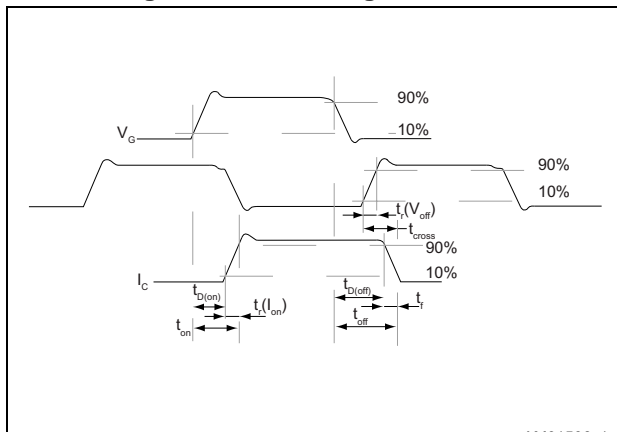 90%
V_G
10%
90%
10%
t_r(V_off)
t_cross
90%
I_C
10%
t_D(on)
t_D(off)
t_f
t_r(I_on)
t_on
t_off